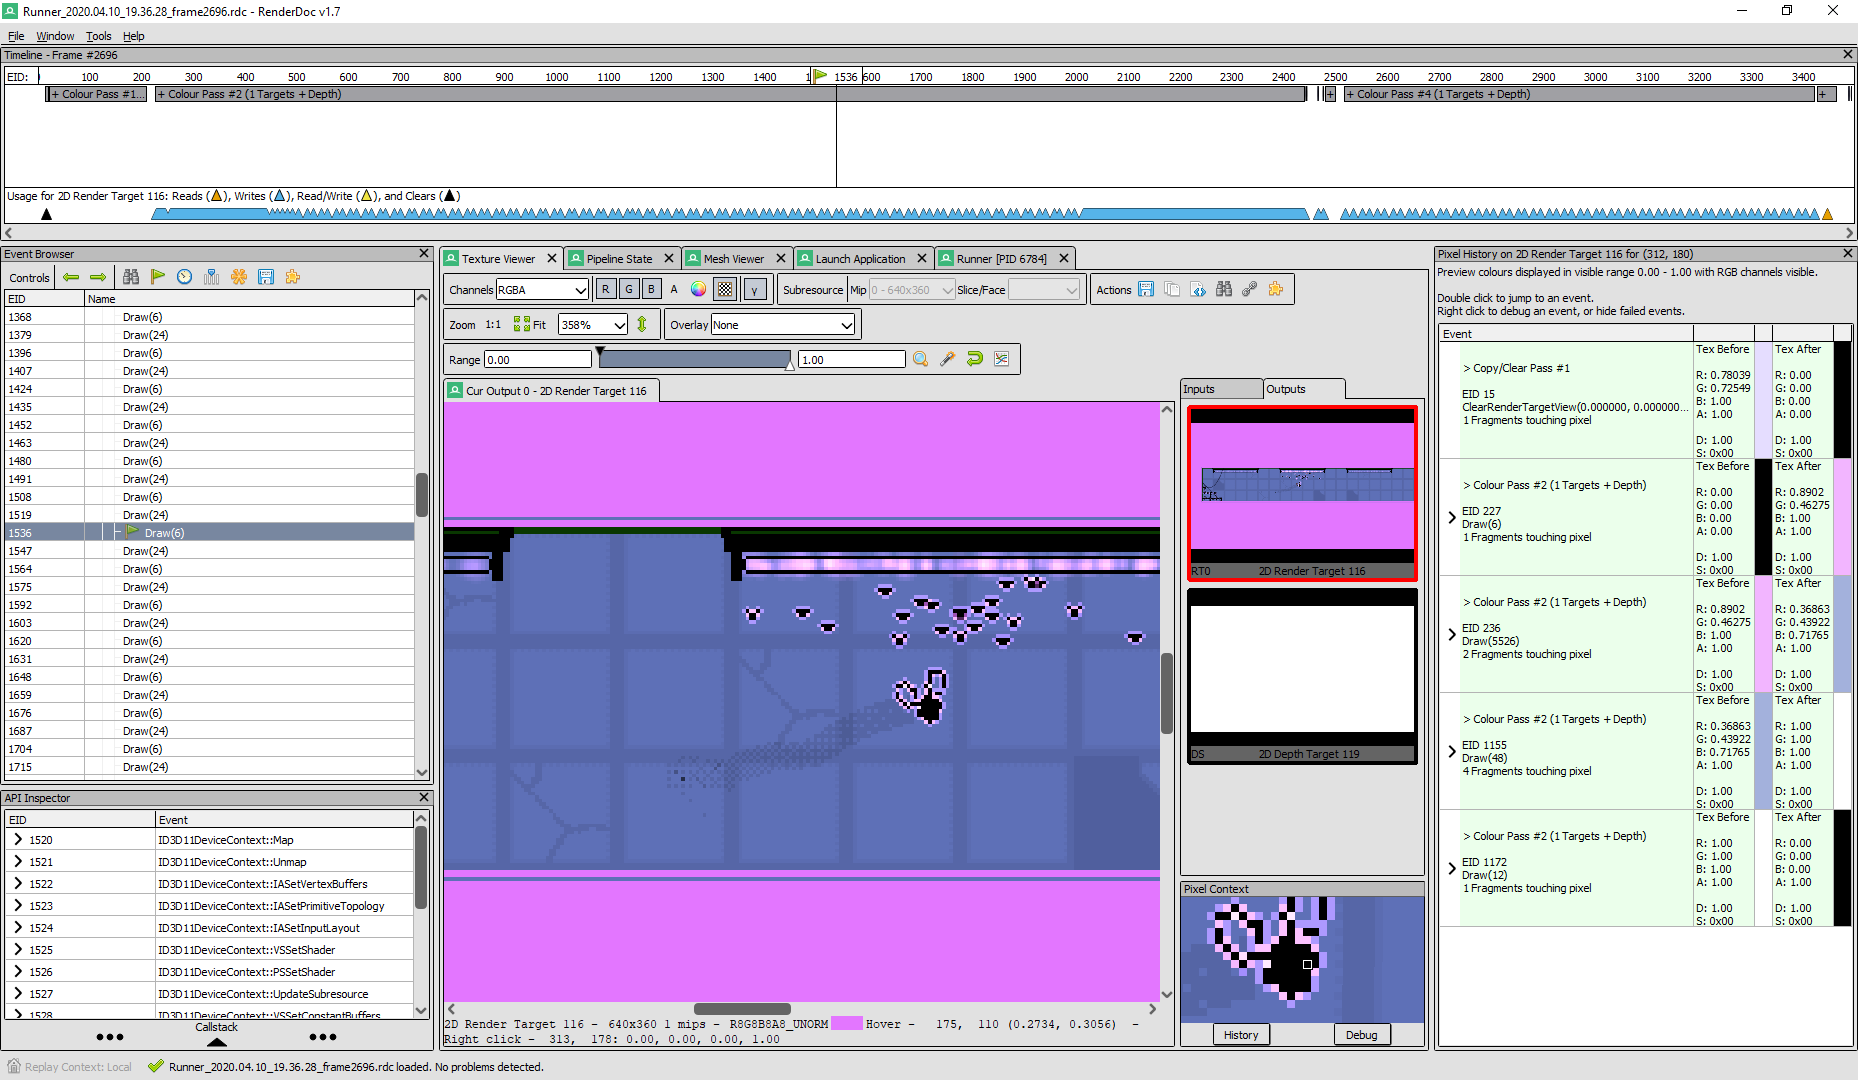 Runner_2020.04.10_19.36.28_frame2696.rdc - RenderDoc v1.7
File Window Tools Help
Timeline - Frame #2696
EID: 100 200 300 400 500 600 700 800 900 1000 1100 1200 1300 1400 1 1536 600 1700 1800 1900 2000 2100 2200 2300 2400 2500 2600 2700 2800 2900 3000 3100 3200 3300 3400
+ Colour Pass #1... + Colour Pass #2 (1 Targets + Depth) + + Colour Pass #4 (1 Targets + Depth) +
Usage for 2D Render Target 116: Reads ( ), Writes ( ), Read/Write ( ), and Clears ( )
Event Browser
Controls
EID Name
1368 Draw(6)
1379 Draw(24)
1396 Draw(6)
1407 Draw(24)
1424 Draw(6)
1435 Draw(24)
1452 Draw(6)
1463 Draw(24)
1480 Draw(6)
1491 Draw(24)
1508 Draw(6)
1519 Draw(24)
1536 Draw(6)
1547 Draw(24)
1564 Draw(6)
1575 Draw(24)
1592 Draw(6)
1603 Draw(24)
1620 Draw(6)
1631 Draw(24)
1648 Draw(6)
1659 Draw(24)
1676 Draw(6)
1687 Draw(24)
1704 Draw(6)
1715 Draw(24)
API Inspector
EID Event
1520 ID3D11DeviceContext::Map
1521 ID3D11DeviceContext::Unmap
1522 ID3D11DeviceContext::IASetVertexBuffers
1523 ID3D11DeviceContext::IASetPrimitiveTopology
1524 ID3D11DeviceContext::IASetInputLayout
1525 ID3D11DeviceContext::VSSetShader
1526 ID3D11DeviceContext::PSSetShader
1527 ID3D11DeviceContext::UpdateSubresource
1528 ID3D11DeviceContext::VSSetConstantBuffers
Callstack
Texture Viewer Pipeline State Mesh Viewer Launch Application Runner [PID 6784]
Channels RGBA R G B A γ Subresource Mip 0 - 640x360 Slice/Face Actions
Zoom 1:1 Fit 358% Overlay None
Range 0.00 1.00
Cur Output 0 - 2D Render Target 116
Inputs Outputs
RT0 2D Render Target 116
DS 2D Depth Target 119
Pixel Context
History Debug
2D Render Target 116 - 640x360 1 mips - R8G8B8A8_UNORM Hover - 175, 110 (0.2734, 0.3056) -
Right click - 313, 178: 0.00, 0.00, 0.00, 1.00
Pixel History on 2D Render Target 116 for (312, 180)
Preview colours displayed in visible range 0.00 - 1.00 with RGB channels visible.
Double click to jump to an event.
Right click to debug an event, or hide failed events.
Event
Tex Before Tex After
> Copy/Clear Pass #1
R: 0.78039 R: 0.00
G: 0.72549 G: 0.00
EID 15
B: 1.00 B: 0.00
ClearRenderTargetView(0.000000, 0.000000...
A: 1.00 A: 0.00
1 Fragments touching pixel
D: 1.00 D: 1.00
S: 0x00 S: 0x00
Tex Before Tex After
> Colour Pass #2 (1 Targets + Depth)
R: 0.00 R: 0.8902
G: 0.00 G: 0.46275
EID 227
B: 0.00 B: 1.00
Draw(6)
A: 0.00 A: 1.00
1 Fragments touching pixel
D: 1.00 D: 1.00
S: 0x00 S: 0x00
Tex Before Tex After
> Colour Pass #2 (1 Targets + Depth)
R: 0.8902 R: 0.36863
G: 0.46275 G: 0.43922
EID 236
B: 1.00 B: 0.71765
Draw(5526)
A: 1.00 A: 1.00
2 Fragments touching pixel
D: 1.00 D: 1.00
S: 0x00 S: 0x00
Tex Before Tex After
> Colour Pass #2 (1 Targets + Depth)
R: 0.36863 R: 1.00
G: 0.43922 G: 1.00
EID 1155
B: 0.71765 B: 1.00
Draw(48)
A: 1.00 A: 1.00
4 Fragments touching pixel
D: 1.00 D: 1.00
S: 0x00 S: 0x00
Tex Before Tex After
> Colour Pass #2 (1 Targets + Depth)
R: 1.00 R: 0.00
G: 1.00 G: 0.00
EID 1172
B: 1.00 B: 0.00
Draw(12)
A: 1.00 A: 1.00
1 Fragments touching pixel
D: 1.00 D: 1.00
S: 0x00 S: 0x00
Replay Context: Local Runner_2020.04.10_19.36.28_frame2696.rdc loaded. No problems detected.